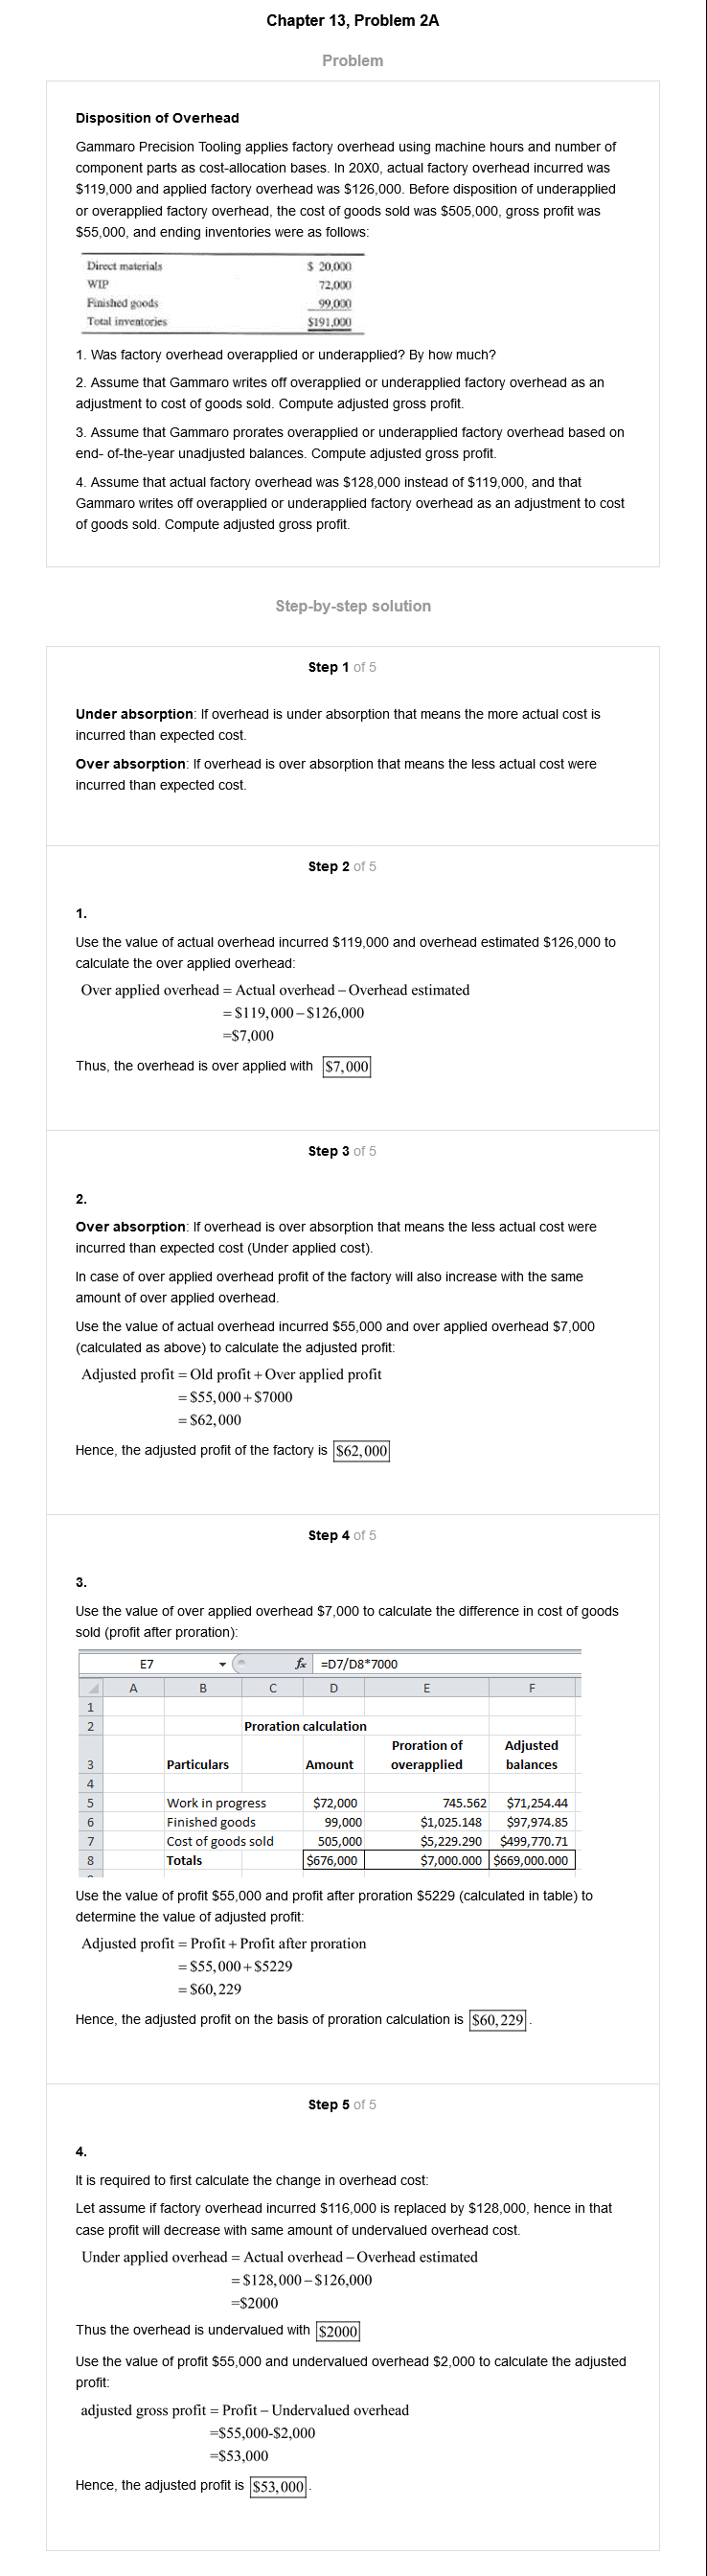 Chapter 13, Problem 2A
Problem
Disposition of Overhead
Gammaro Precision Tooling applies factory overhead using machine hours and number of
component parts as cost-allocation bases. In 20X0, actual factory overhead incurred was
$119,000 and applied factory overhead was $126,000. Before disposition of underapplied
or overapplied factory overhead, the cost of goods sold was $505,000, gross profit was
$55,000, and ending inventories were as follows:
Direct materials $ 20,000
WIP 72,000
Finished goods 99,000
Total inventories $191,000
1. Was factory overhead overapplied or underapplied? By how much?
2. Assume that Gammaro writes off overapplied or underapplied factory overhead as an
adjustment to cost of goods sold. Compute adjusted gross profit.
3. Assume that Gammaro prorates overapplied or underapplied factory overhead based on
end- of-the-year unadjusted balances. Compute adjusted gross profit.
4. Assume that actual factory overhead was $128,000 instead of $119,000, and that
Gammaro writes off overapplied or underapplied factory overhead as an adjustment to cost
of goods sold. Compute adjusted gross profit.
Step-by-step solution
Step 1 of 5
Under absorption: If overhead is under absorption that means the more actual cost is
incurred than expected cost.
Over absorption: If overhead is over absorption that means the less actual cost were
incurred than expected cost.
Step 2 of 5
1.
Use the value of actual overhead incurred $119,000 and overhead estimated $126,000 to
calculate the over applied overhead:
Over applied overhead = Actual overhead – Overhead estimated
= $119,000 – $126,000
=$7,000
Thus, the overhead is over applied with $7,000
Step 3 of 5
2.
Over absorption: If overhead is over absorption that means the less actual cost were
incurred than expected cost (Under applied cost).
In case of over applied overhead profit of the factory will also increase with the same
amount of over applied overhead.
Use the value of actual overhead incurred $55,000 and over applied overhead $7,000
(calculated as above) to calculate the adjusted profit:
Adjusted profit = Old profit + Over applied profit
= $55,000 + $7000
= $62,000
Hence, the adjusted profit of the factory is $62,000
Step 4 of 5
3.
Use the value of over applied overhead $7,000 to calculate the difference in cost of goods
sold (profit after proration):
E7 fx =D7/D8*7000
A B C D E F
1
2 Proration calculation
Proration of Adjusted
3 Particulars Amount overapplied balances
4
5 Work in progress $72,000 745.562 $71,254.44
6 Finished goods 99,000 $1,025.148 $97,974.85
7 Cost of goods sold 505,000 $5,229.290 $499,770.71
8 Totals $676,000 $7,000.000 $669,000.000
Use the value of profit $55,000 and profit after proration $5229 (calculated in table) to
determine the value of adjusted profit:
Adjusted profit = Profit + Profit after proration
= $55,000 + $5229
= $60,229
Hence, the adjusted profit on the basis of proration calculation is $60,229.
Step 5 of 5
4.
It is required to first calculate the change in overhead cost:
Let assume if factory overhead incurred $116,000 is replaced by $128,000, hence in that
case profit will decrease with same amount of undervalued overhead cost.
Under applied overhead = Actual overhead – Overhead estimated
= $128,000 – $126,000
=$2000
Thus the overhead is undervalued with $2000
Use the value of profit $55,000 and undervalued overhead $2,000 to calculate the adjusted
profit:
adjusted gross profit = Profit – Undervalued overhead
=$55,000-$2,000
=$53,000
Hence, the adjusted profit is $53,000.